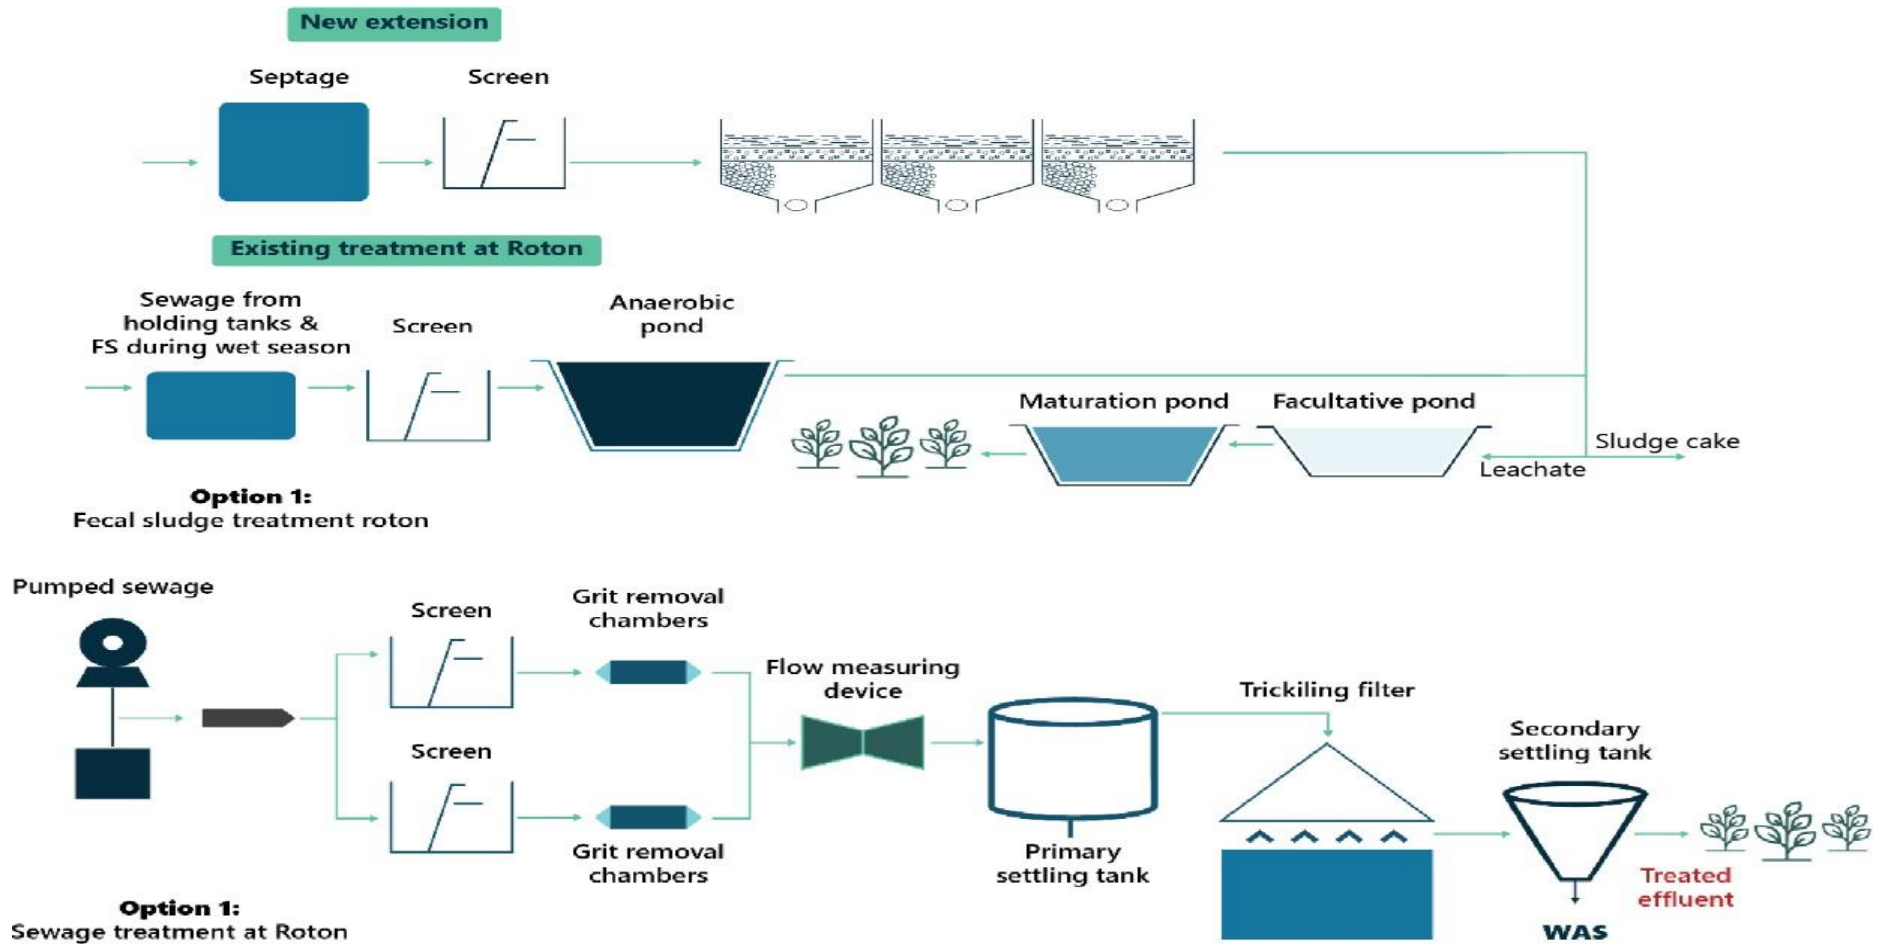 New extension
Septage
Screen
Existing treatment at Roton
Sewage from
holding tanks &
FS during wet season
Screen
Anaerobic
pond
Maturation pond
Facultative pond
Sludge cake
Leachate
Option 1:
Fecal sludge treatment roton
Pumped sewage
Screen
Grit removal
chambers
Flow measuring
device
Screen
Grit removal
chambers
Primary
settling tank
Trickiling filter
Secondary
settling tank
Treated
effluent
WAS
Option 1:
Sewage treatment at Roton